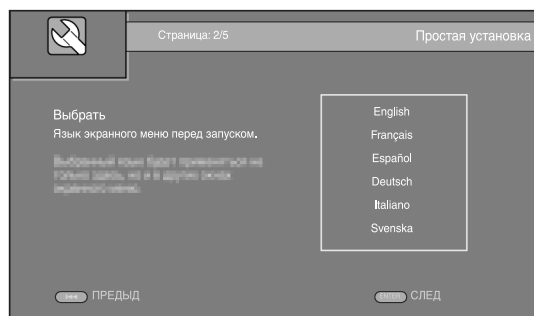 Страница: 2/5
Простая установка
Выбрать
Язык экранного меню перед запуском.
English
Français
Español
Deutsch
Italiano
Svenska
ПРЕДЫД
ENTER СЛЕД